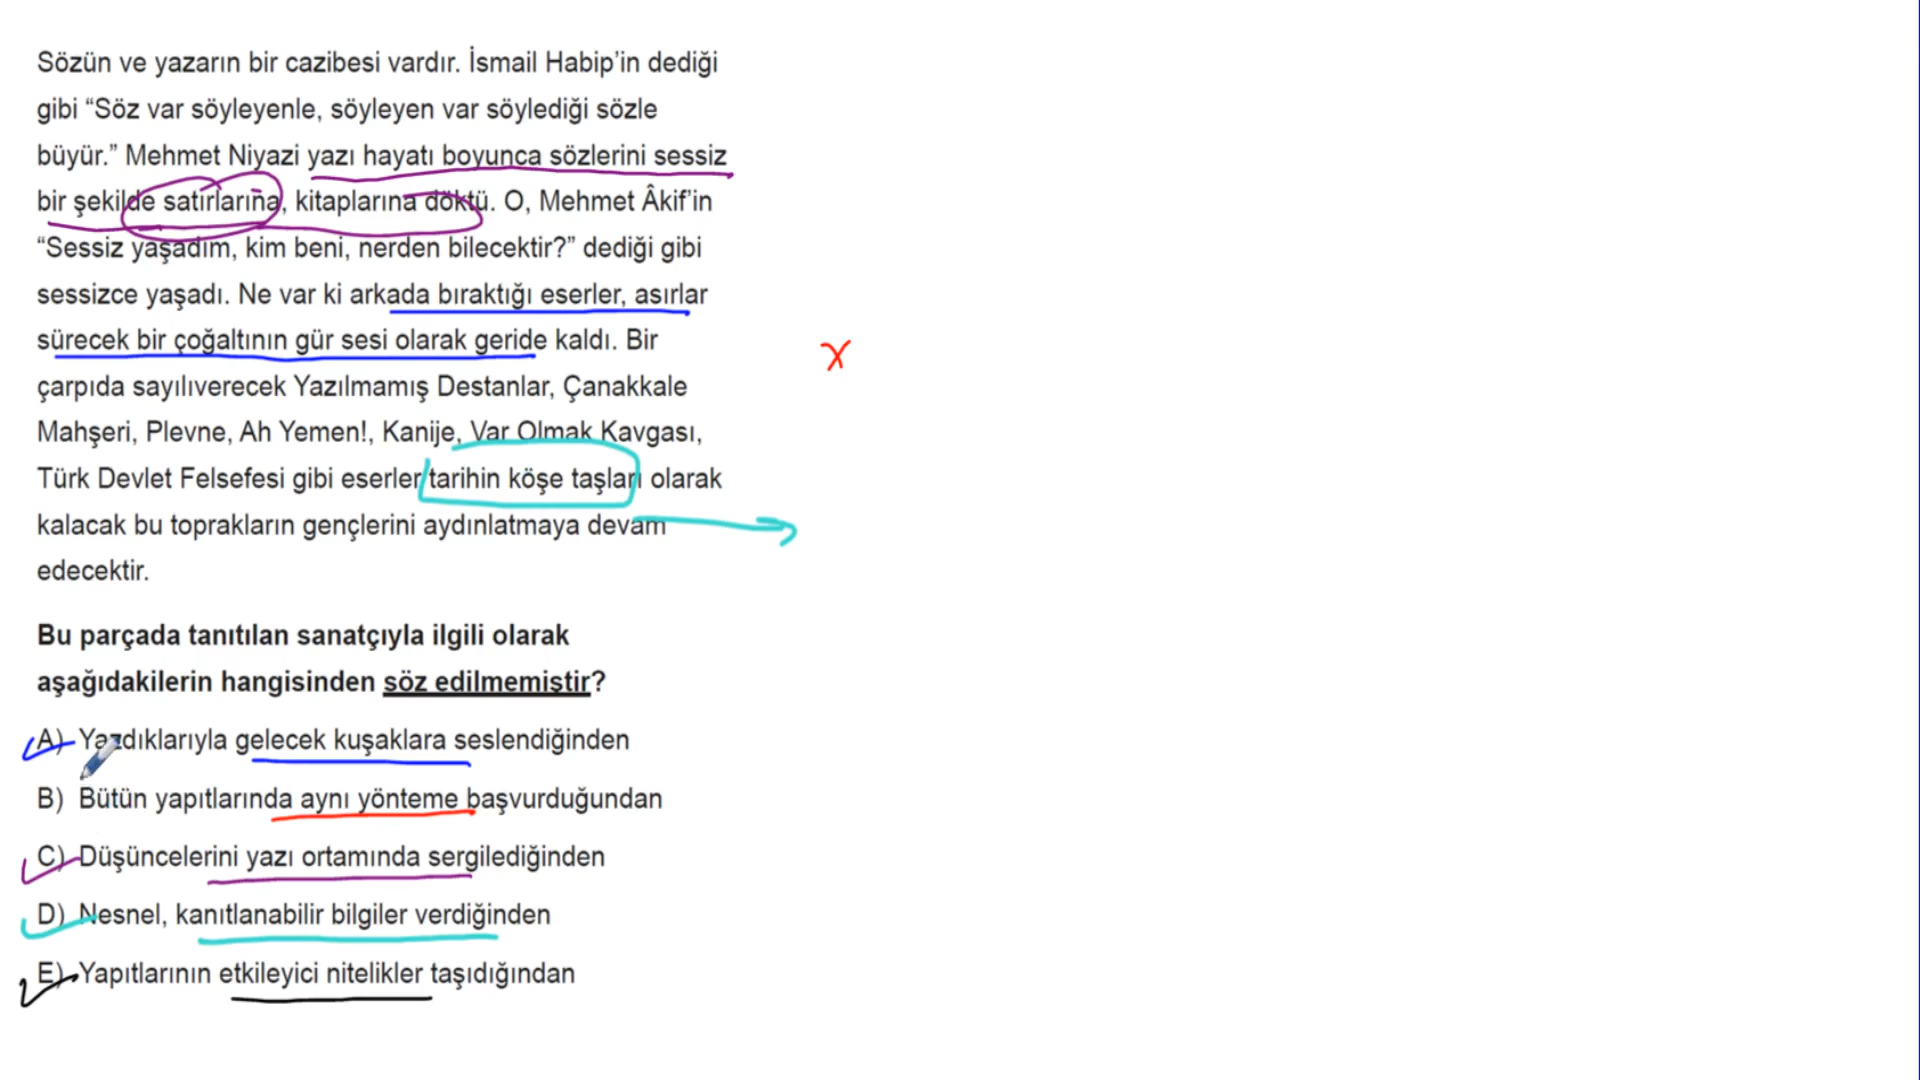 Sözün ve yazarın bir cazibesi vardır. İsmail Habip’in dediği
gibi “Söz var söyleyenle, söyleyen var söylediği sözle
büyür.” Mehmet Niyazi yazı hayatı boyunca sözlerini sessiz
bir şekilde satırlarına, kitaplarına döktü. O, Mehmet Âkif’in
“Sessiz yaşadım, kim beni, nerden bilecektir?” dediği gibi
sessizce yaşadı. Ne var ki arkada bıraktığı eserler, asırlar
sürecek bir çoğaltının gür sesi olarak geride kaldı. Bir
çarpıda sayılıverecek Yazılmamış Destanlar, Çanakkale
Mahşeri, Plevne, Ah Yemen!, Kanije, Var Olmak Kavgası,
Türk Devlet Felsefesi gibi eserler tarihin köşe taşları olarak
kalacak bu toprakların gençlerini aydınlatmaya devam
edecektir.
Bu parçada tanıtılan sanatçıyla ilgili olarak
aşağıdakilerin hangisinden söz edilmemiştir?
A) Yazdıklarıyla gelecek kuşaklara seslendiğinden
B) Bütün yapıtlarında aynı yönteme başvurduğundan
C) Düşüncelerini yazı ortamında sergilediğinden
D) Nesnel, kanıtlanabilir bilgiler verdiğinden
E) Yapıtlarının etkileyici nitelikler taşıdığından